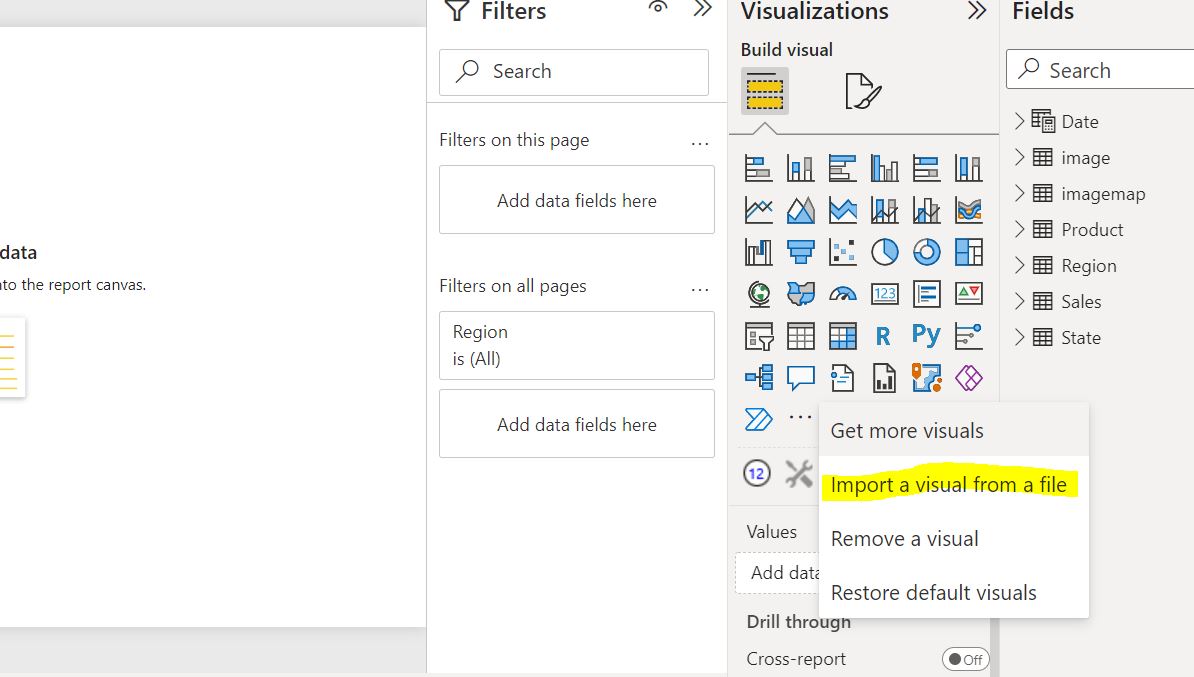 data
nto the report canvas.
Filters
Search
Filters on this page
...
Add data fields here
Filters on all pages
...
Region
is (All)
Add data fields here
Visualizations
Build visual
123
R
Py
...
12
Get more visuals
Import a visual from a file
Remove a visual
Restore default visuals
Values
Add data
Drill through
Cross-report
Off
Fields
Search
Date
image
imagemap
Product
Region
Sales
State